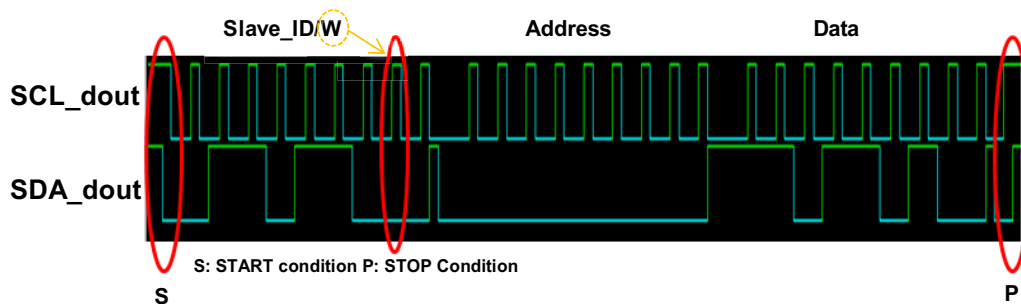 Slave_ID/W Address Data
SCL_dout
SDA_dout
S: START condition P: STOP Condition
S P